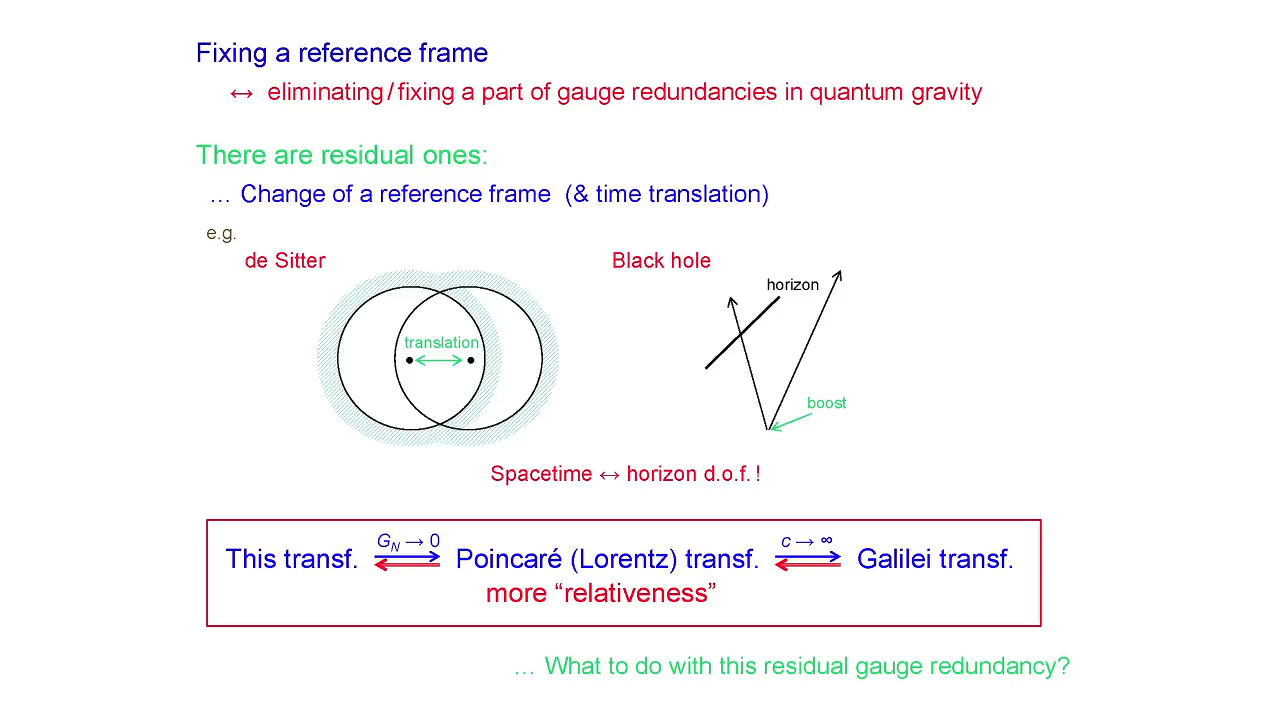 Fixing a reference frame
↔ eliminating / fixing a part of gauge redundancies in quantum gravity
There are residual ones:
… Change of a reference frame (& time translation)
e.g.
de Sitter
Black hole
horizon
translation
boost
Spacetime ↔ horizon d.o.f. !
This transf. G_N → 0 Poincaré (Lorentz) transf. c → ∞ Galilei transf.
more “relativeness”
… What to do with this residual gauge redundancy?